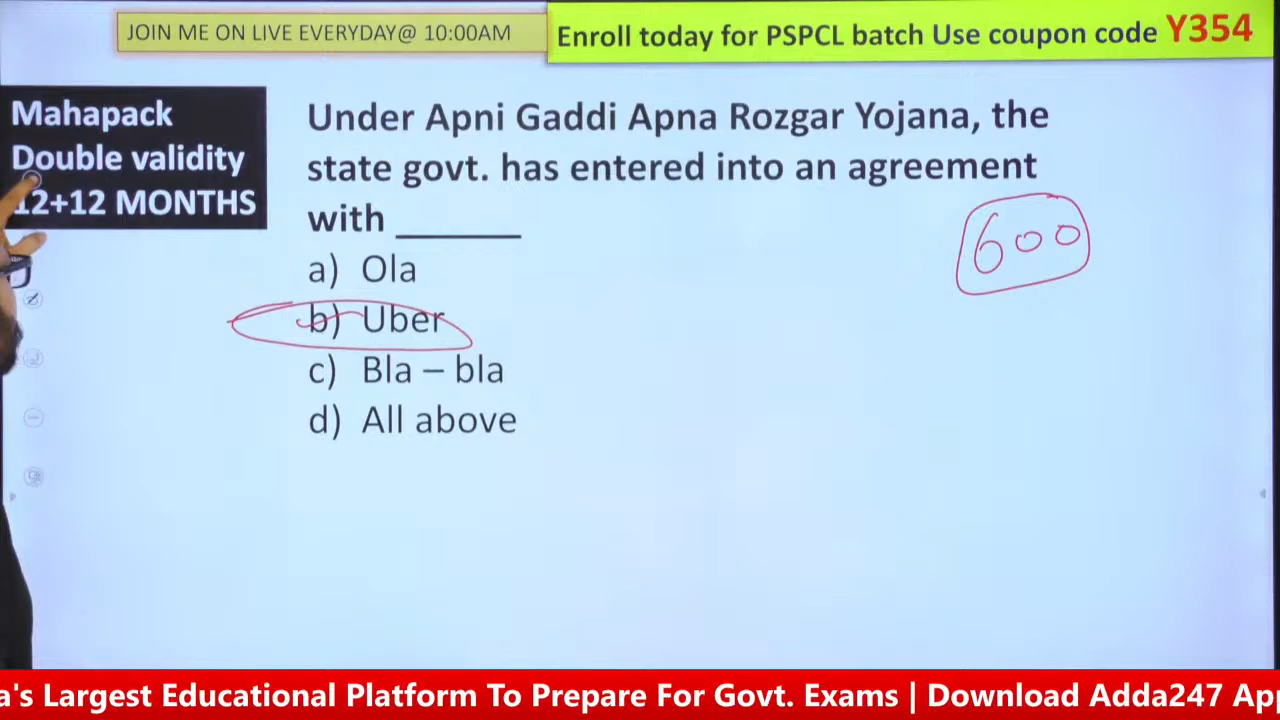 JOIN ME ON LIVE EVERYDAY@ 10:00AM
Enroll today for PSPCL batch Use coupon code Y354
Mahapack
Double validity
12+12 MONTHS
Under Apni Gaddi Apna Rozgar Yojana, the
state govt. has entered into an agreement
with ______
a) Ola
b) Uber
c) Bla – bla
d) All above
600
a's Largest Educational Platform To Prepare For Govt. Exams | Download Adda247 Ap